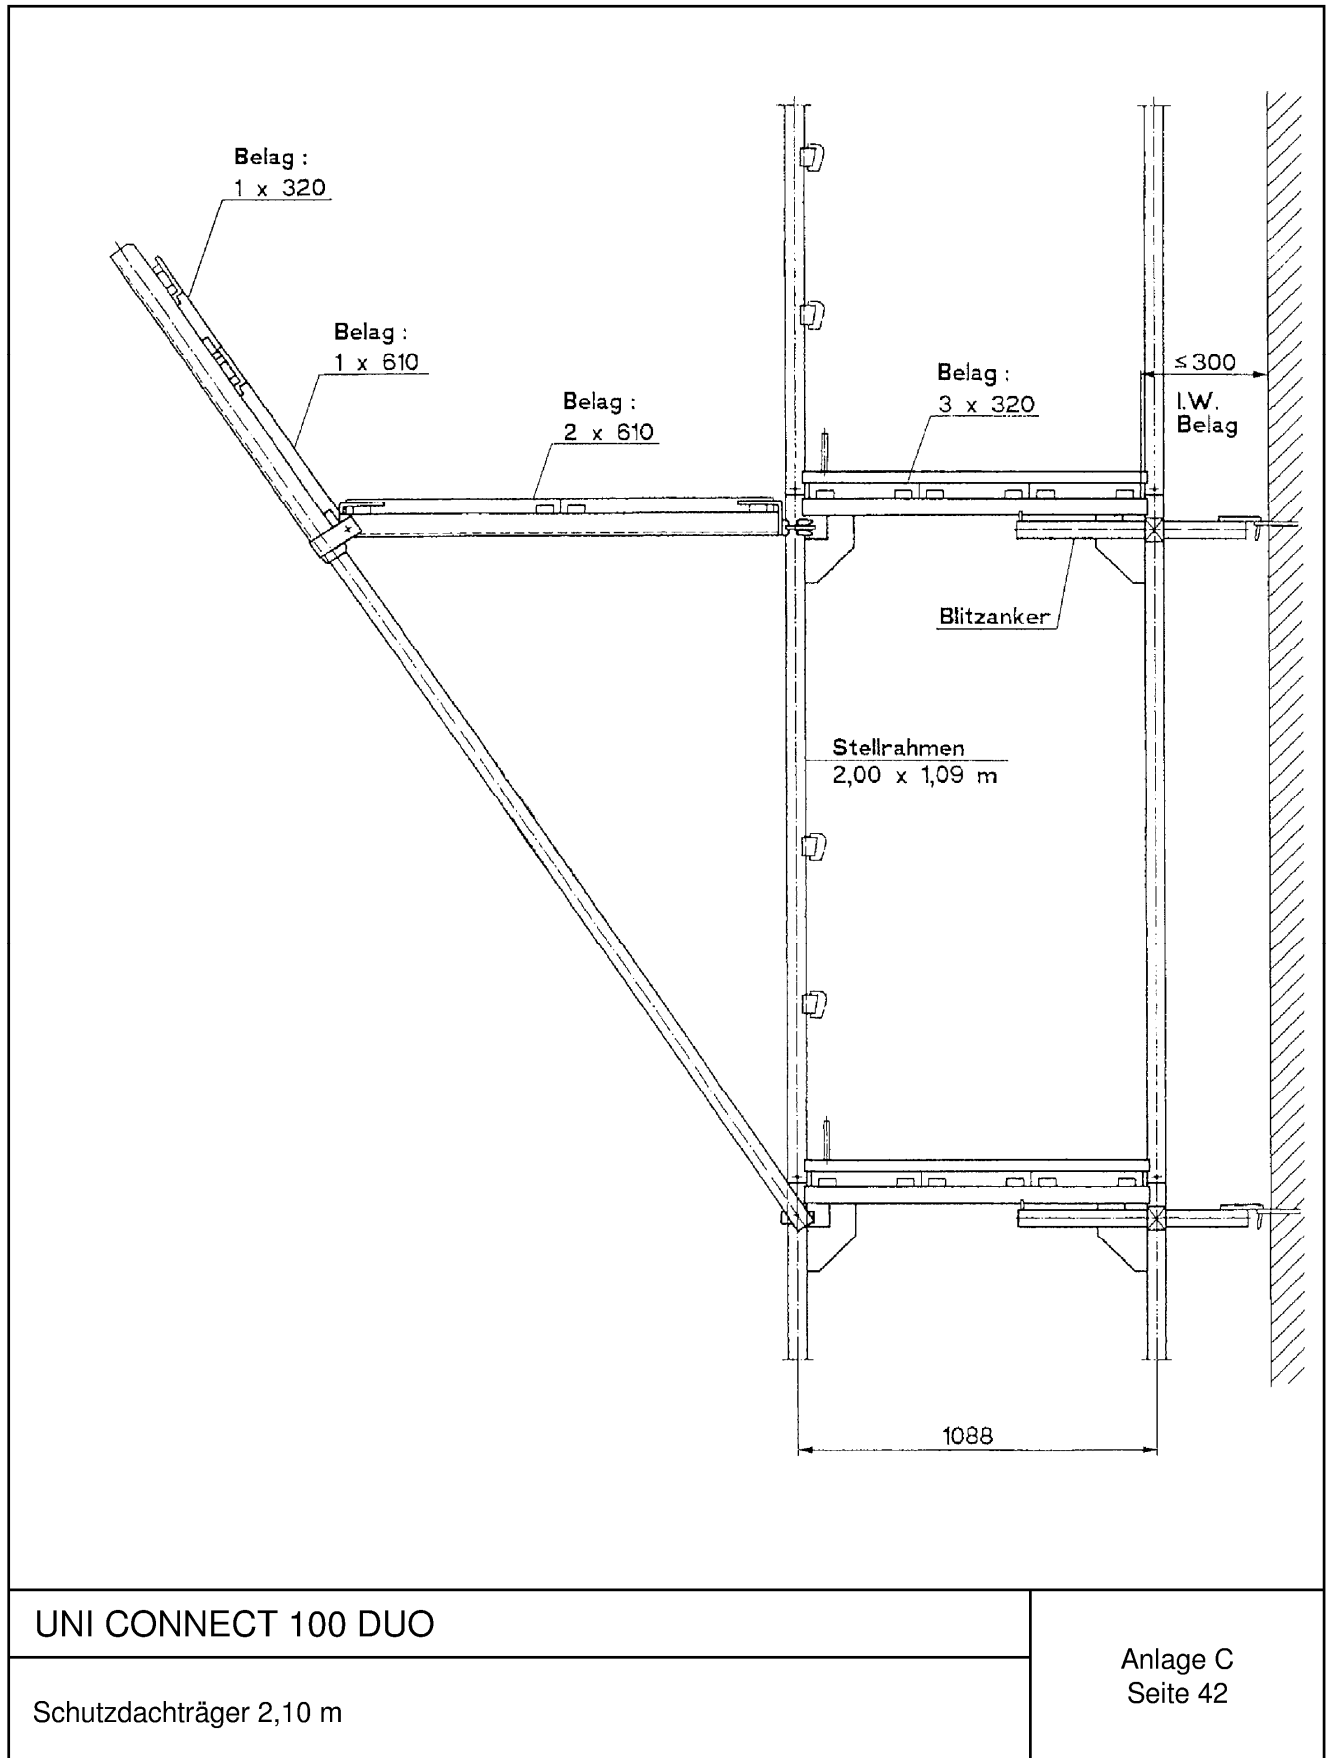 Belag :
1 x 320
Belag :
1 x 610
Belag :
2 x 610
Belag :
3 x 320
≤300
l.W.
Belag
Blitzanker
Stellrahmen
2,00 x 1,09 m
1088
UNI CONNECT 100 DUO
Schutzdachträger 2,10 m
Anlage C
Seite 42